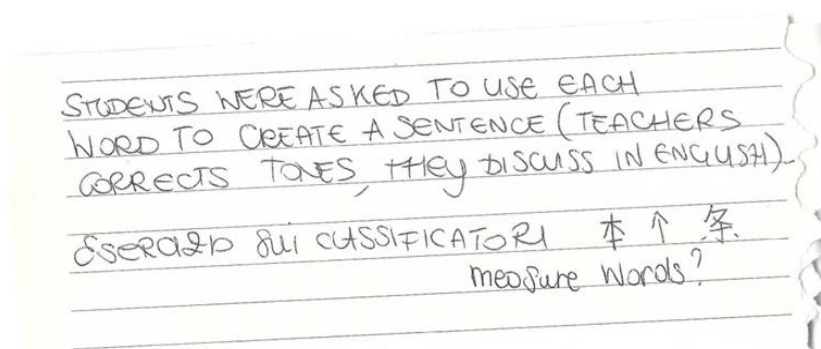 STUDENTS WERE ASKED TO USE EACH
WORD TO CREATE A SENTENCE (TEACHERS
CORRECTS TONES, they DISCUSS IN ENGLISH).
ESERCIZIO SUI CLASSIFICATORI 本 个 条
measure words?